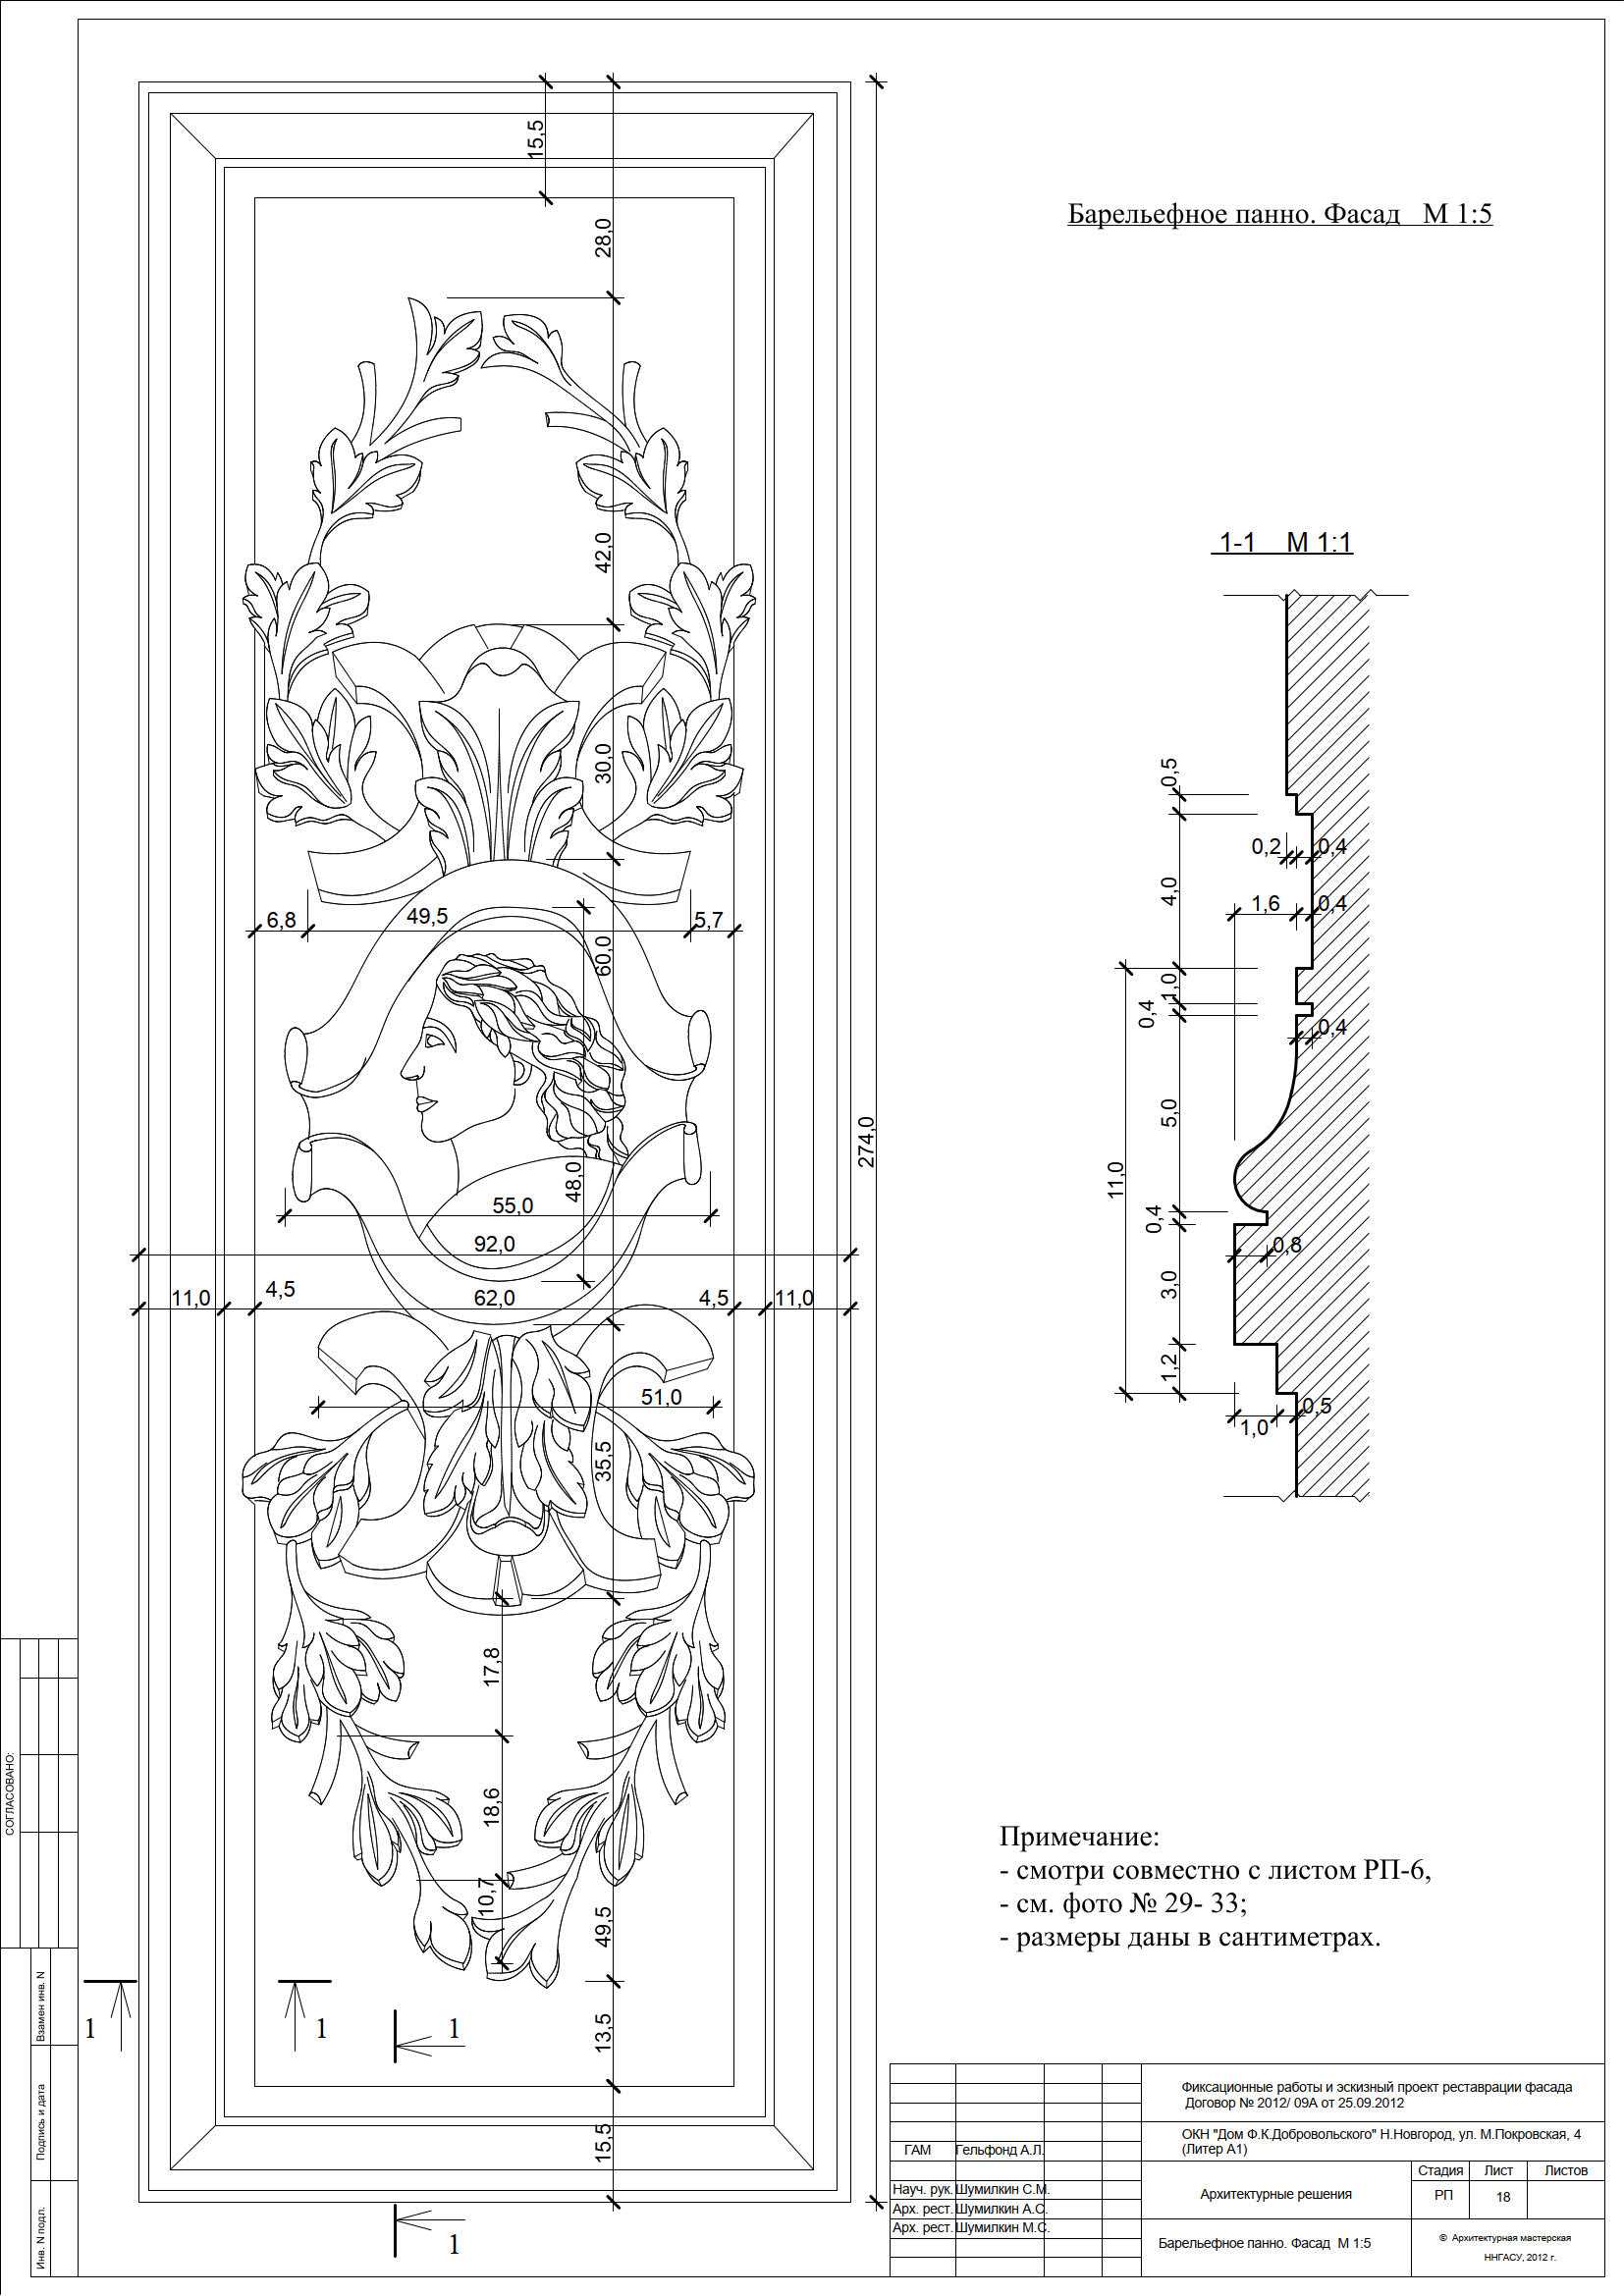 Барельефное панно. Фасад М 1:5
15,5
28,0
42,0
30,0
6,8
49,5
5,7
60,0
274,0
48,0
55,0
92,0
11,0
4,5
62,0
4,5
11,0
51,0
35,5
17,8
18,6
10,7
49,5
13,5
15,5
1
1
1
1
1-1 М 1:1
0,5
0,2
0,4
4,0
1,6
0,4
1,0
0,4
0,4
5,0
11,0
0,4
0,8
3,0
1,2
0,5
1,0
Примечание:
- смотри совместно с листом РП-6,
- см. фото № 29- 33;
- размеры даны в сантиметрах.
СОГЛАСОВАНО:
Взамен инв. N
Подпись и дата
Инв. N подл.
Фиксационные работы и эскизный проект реставрации фасада
Договор № 2012/ 09А от 25.09.2012
ОКН "Дом Ф.К.Добровольского" Н.Новгород, ул. М.Покровская, 4
(Литер А1)
ГАМ Гельфонд А.Л.
Науч. рук. Шумилкин С.М.
Арх. рест. Шумилкин А.С.
Арх. рест. Шумилкин М.С.
Архитектурные решения
Стадия Лист Листов
РП 18
Барельефное панно. Фасад М 1:5
© Архитектурная мастерская
ННГАСУ, 2012 г.